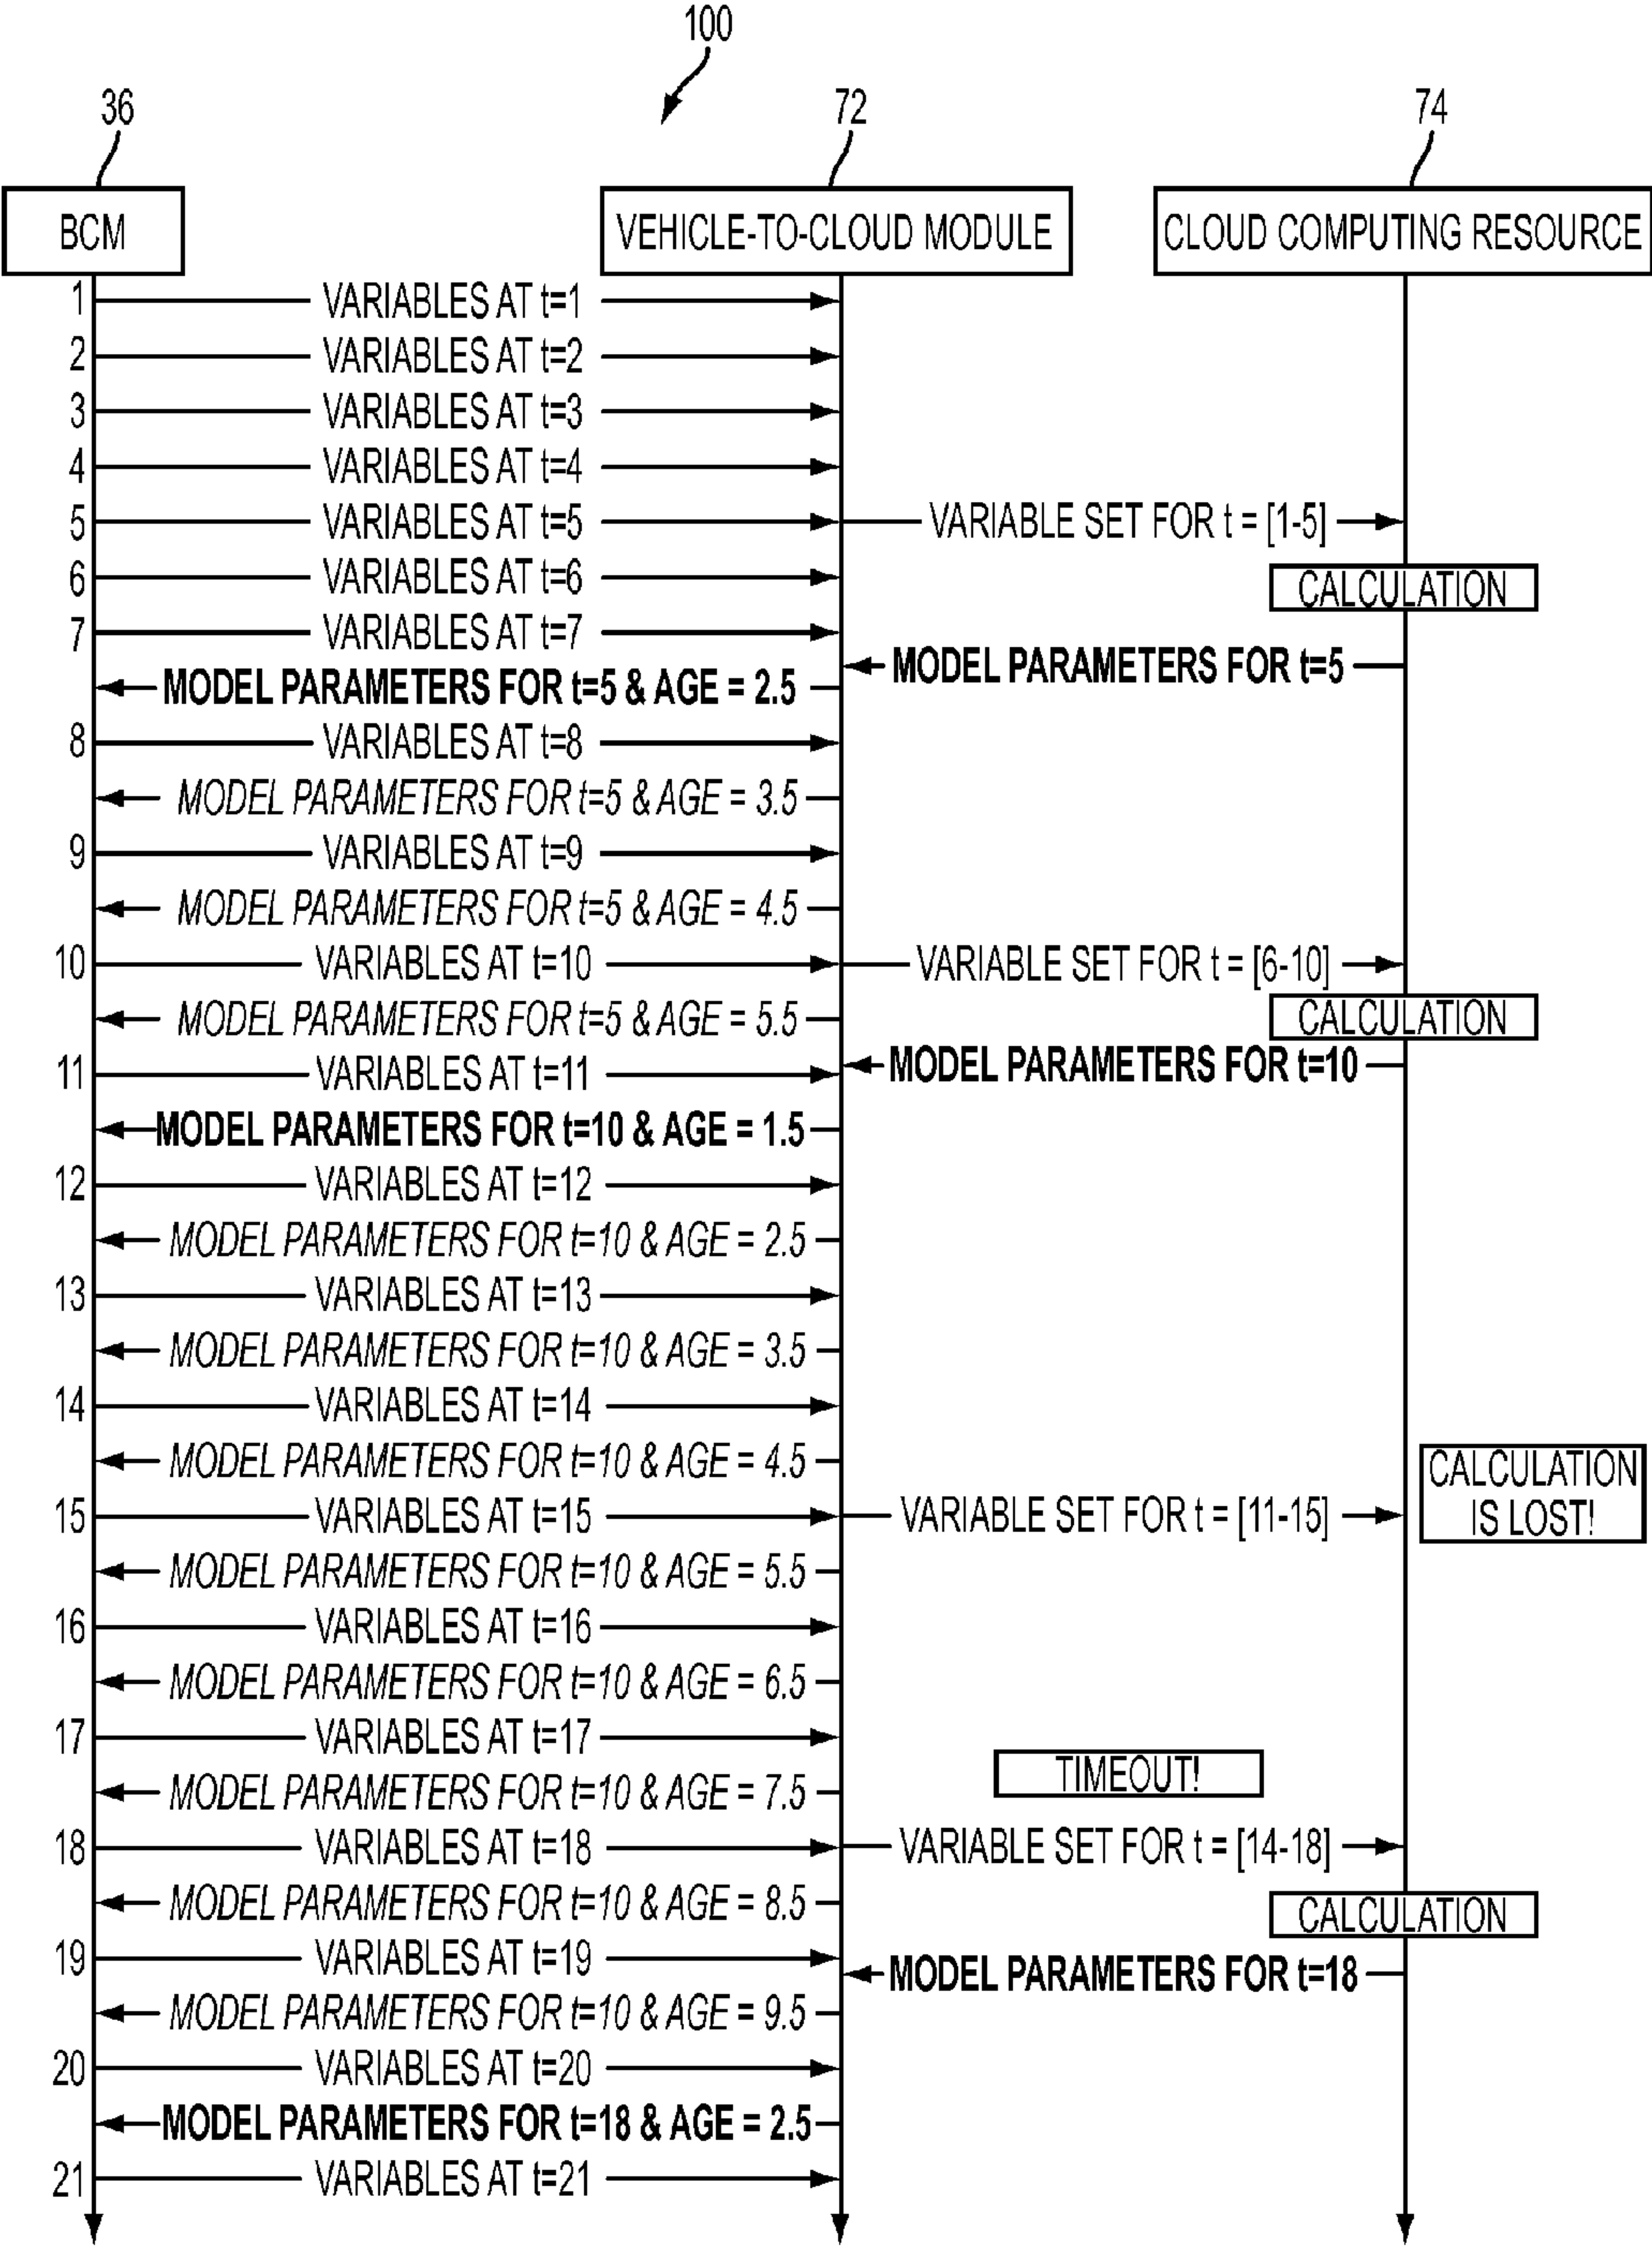 100
36
72
74
BCM
VEHICLE-TO-CLOUD MODULE
CLOUD COMPUTING RESOURCE
1 VARIABLES AT t=1
2 VARIABLES AT t=2
3 VARIABLES AT t=3
4 VARIABLES AT t=4
5 VARIABLES AT t=5 VARIABLE SET FOR t = [1-5]
6 VARIABLES AT t=6
CALCULATION
7 VARIABLES AT t=7
MODEL PARAMETERS FOR t=5
MODEL PARAMETERS FOR t=5 & AGE = 2.5
8 VARIABLES AT t=8
MODEL PARAMETERS FOR t=5 & AGE = 3.5
9 VARIABLES AT t=9
MODEL PARAMETERS FOR t=5 & AGE = 4.5
10 VARIABLES AT t=10 VARIABLE SET FOR t = [6-10]
MODEL PARAMETERS FOR t=5 & AGE = 5.5
CALCULATION
11 VARIABLES AT t=11
MODEL PARAMETERS FOR t=10
MODEL PARAMETERS FOR t=10 & AGE = 1.5
12 VARIABLES AT t=12
MODEL PARAMETERS FOR t=10 & AGE = 2.5
13 VARIABLES AT t=13
MODEL PARAMETERS FOR t=10 & AGE = 3.5
14 VARIABLES AT t=14
MODEL PARAMETERS FOR t=10 & AGE = 4.5
CALCULATION
IS LOST!
15 VARIABLES AT t=15 VARIABLE SET FOR t = [11-15]
MODEL PARAMETERS FOR t=10 & AGE = 5.5
16 VARIABLES AT t=16
MODEL PARAMETERS FOR t=10 & AGE = 6.5
17 VARIABLES AT t=17
TIMEOUT!
MODEL PARAMETERS FOR t=10 & AGE = 7.5
18 VARIABLES AT t=18 VARIABLE SET FOR t = [14-18]
MODEL PARAMETERS FOR t=10 & AGE = 8.5
CALCULATION
19 VARIABLES AT t=19
MODEL PARAMETERS FOR t=18
MODEL PARAMETERS FOR t=10 & AGE = 9.5
20 VARIABLES AT t=20
MODEL PARAMETERS FOR t=18 & AGE = 2.5
21 VARIABLES AT t=21